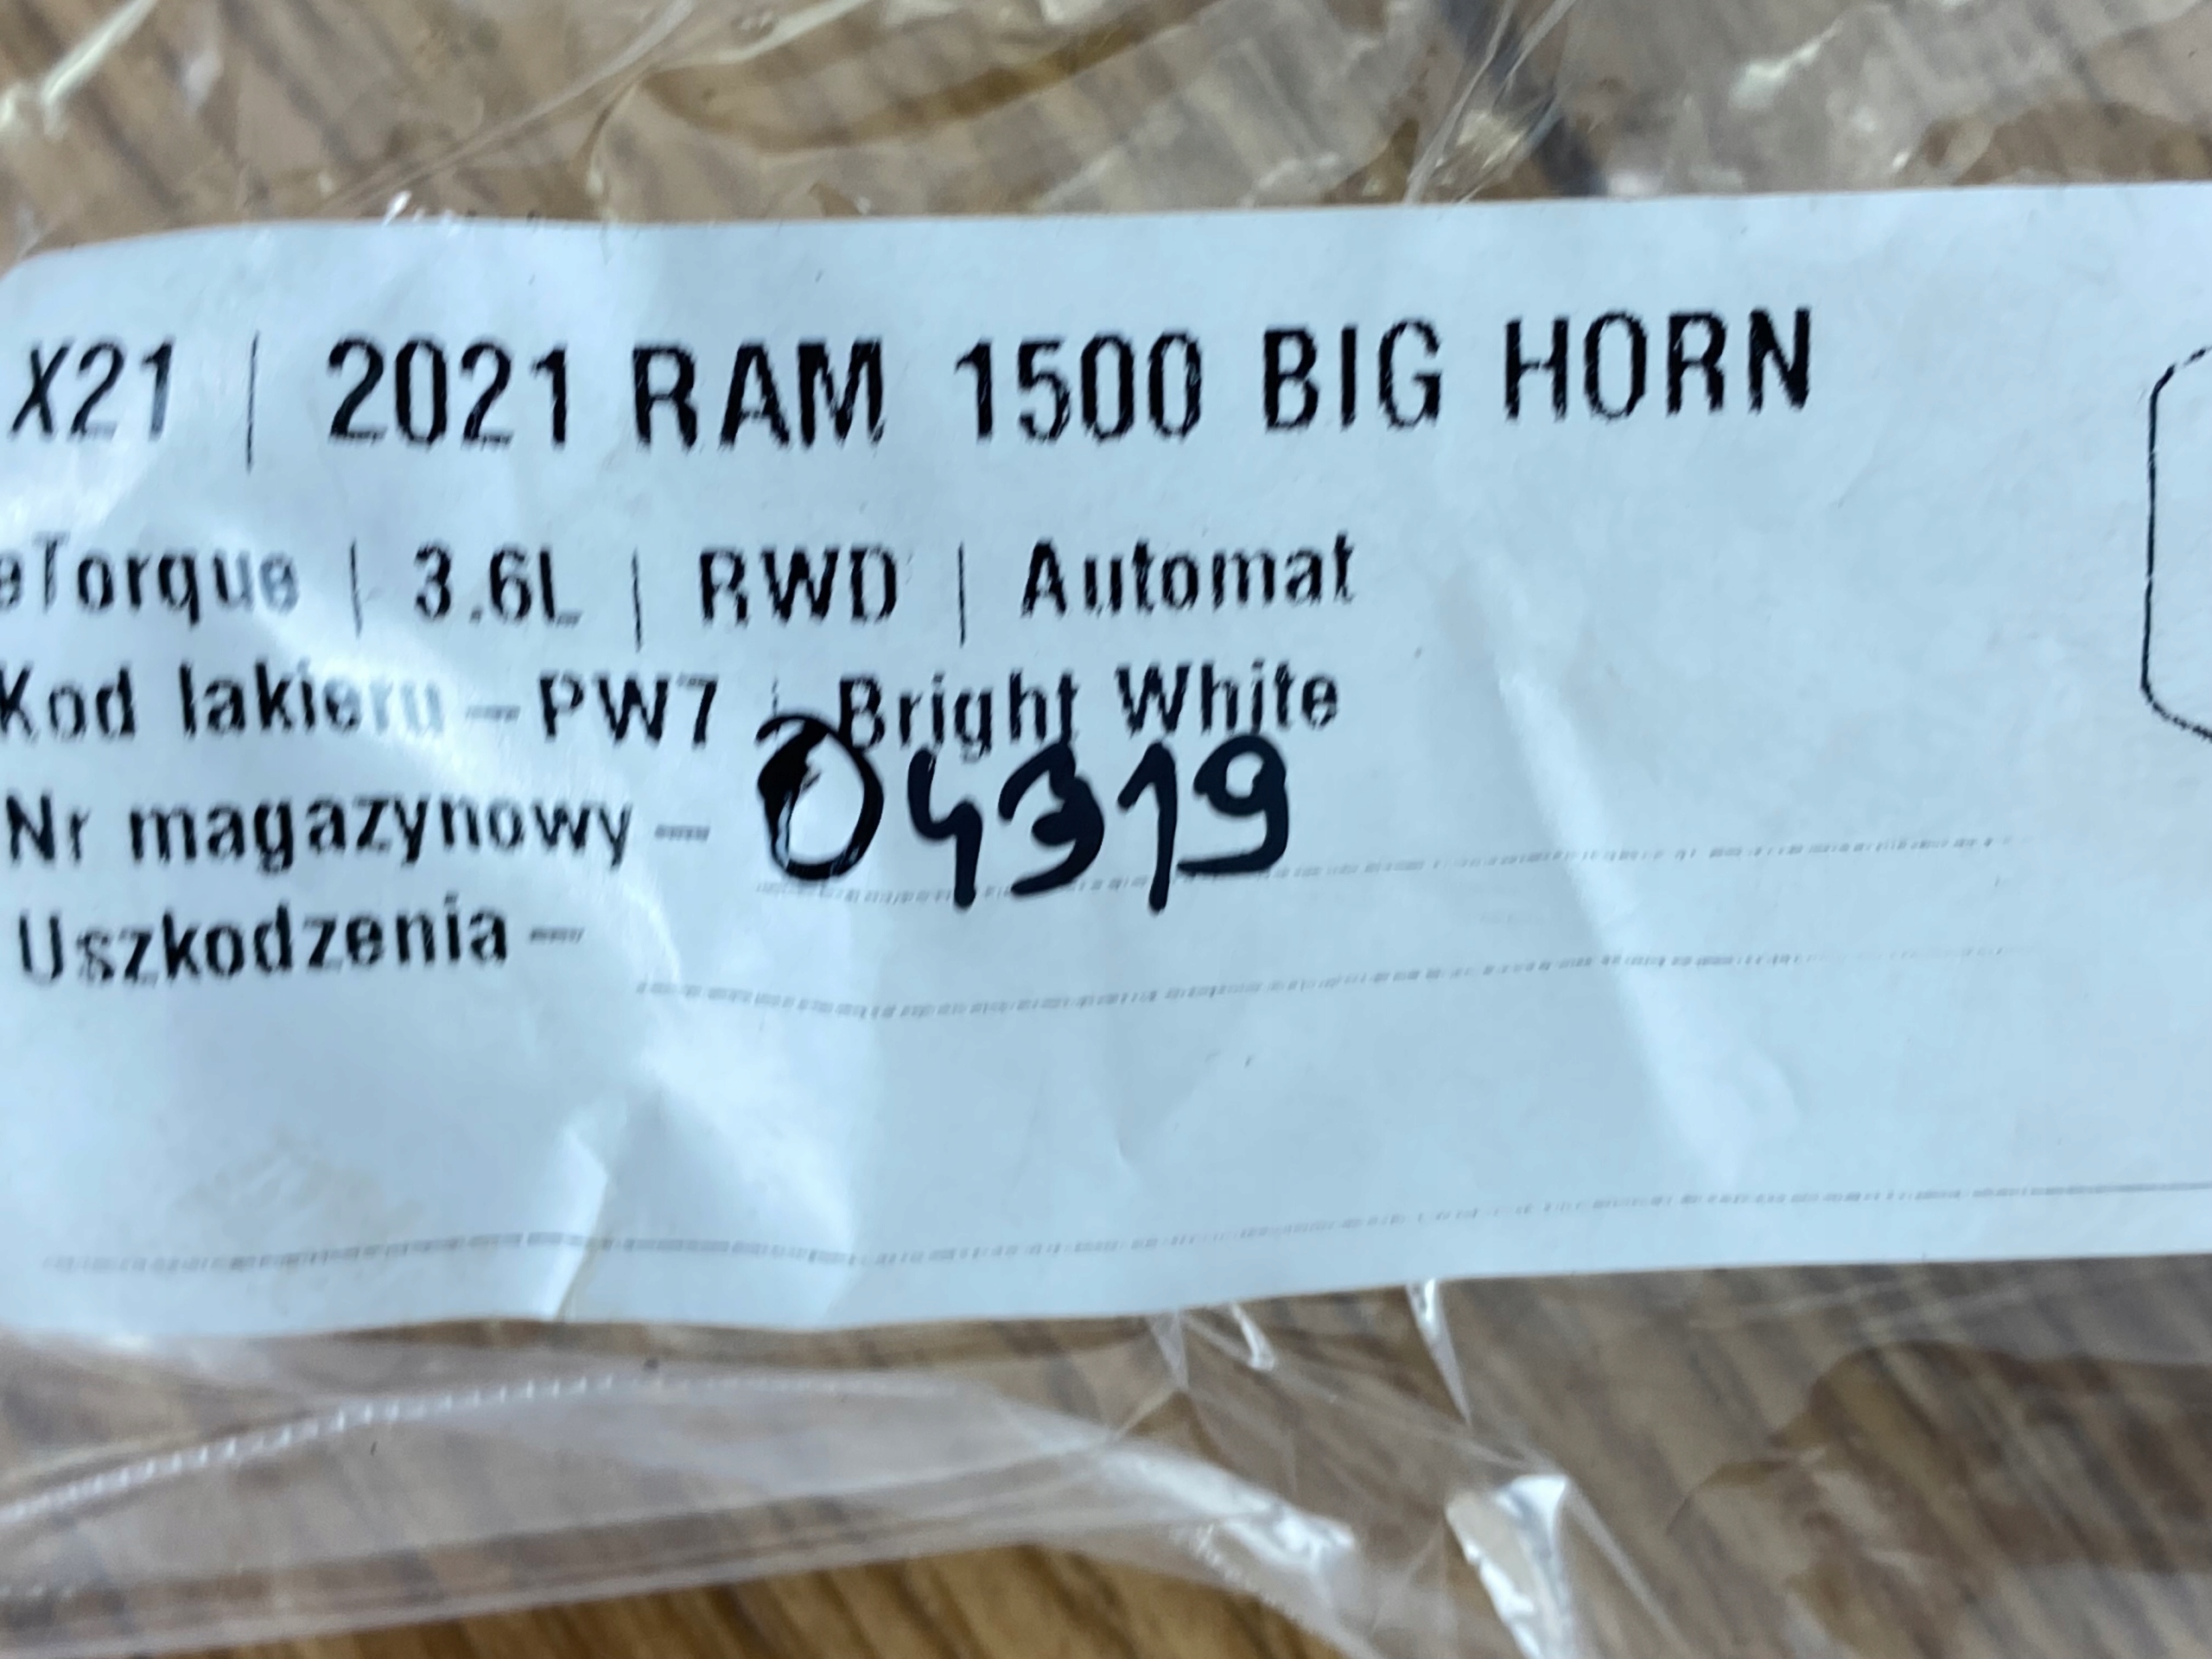 X21 | 2021 RAM 1500 BIG HORN
eTorque | 3.6L | RWD | Automat
Kod lakieru - PW7 | Bright White
Nr magazynowy - 04319
Uszkodzenia -